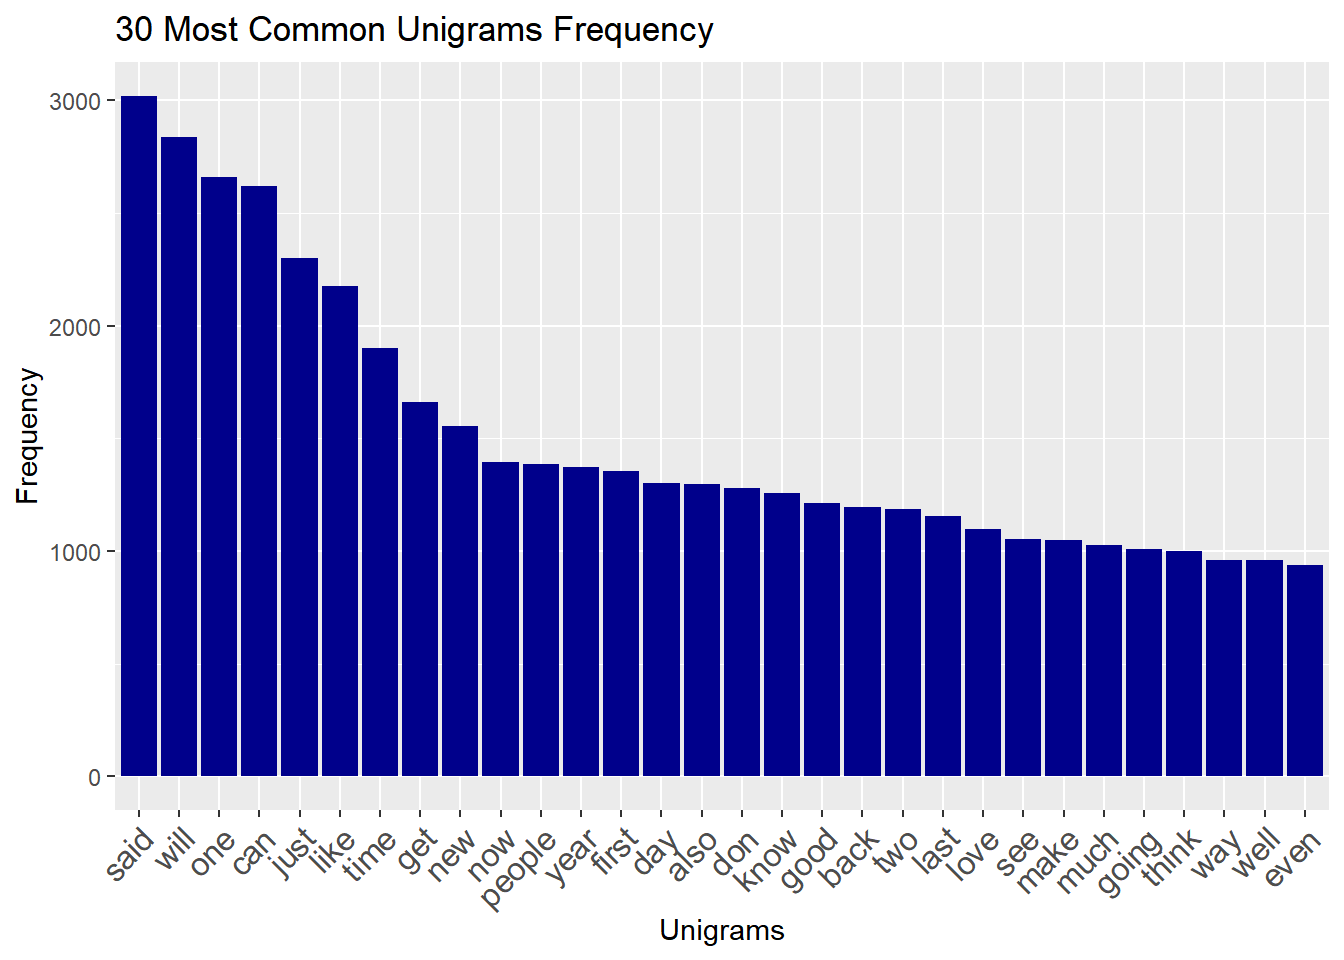 30 Most Common Unigrams Frequency
3000
2000
1000
0
Frequency
said
will
one
can
just
like
time
get
new
now
people
year
first
day
also
don
know
good
back
two
last
love
see
make
much
going
think
way
well
even
Unigrams